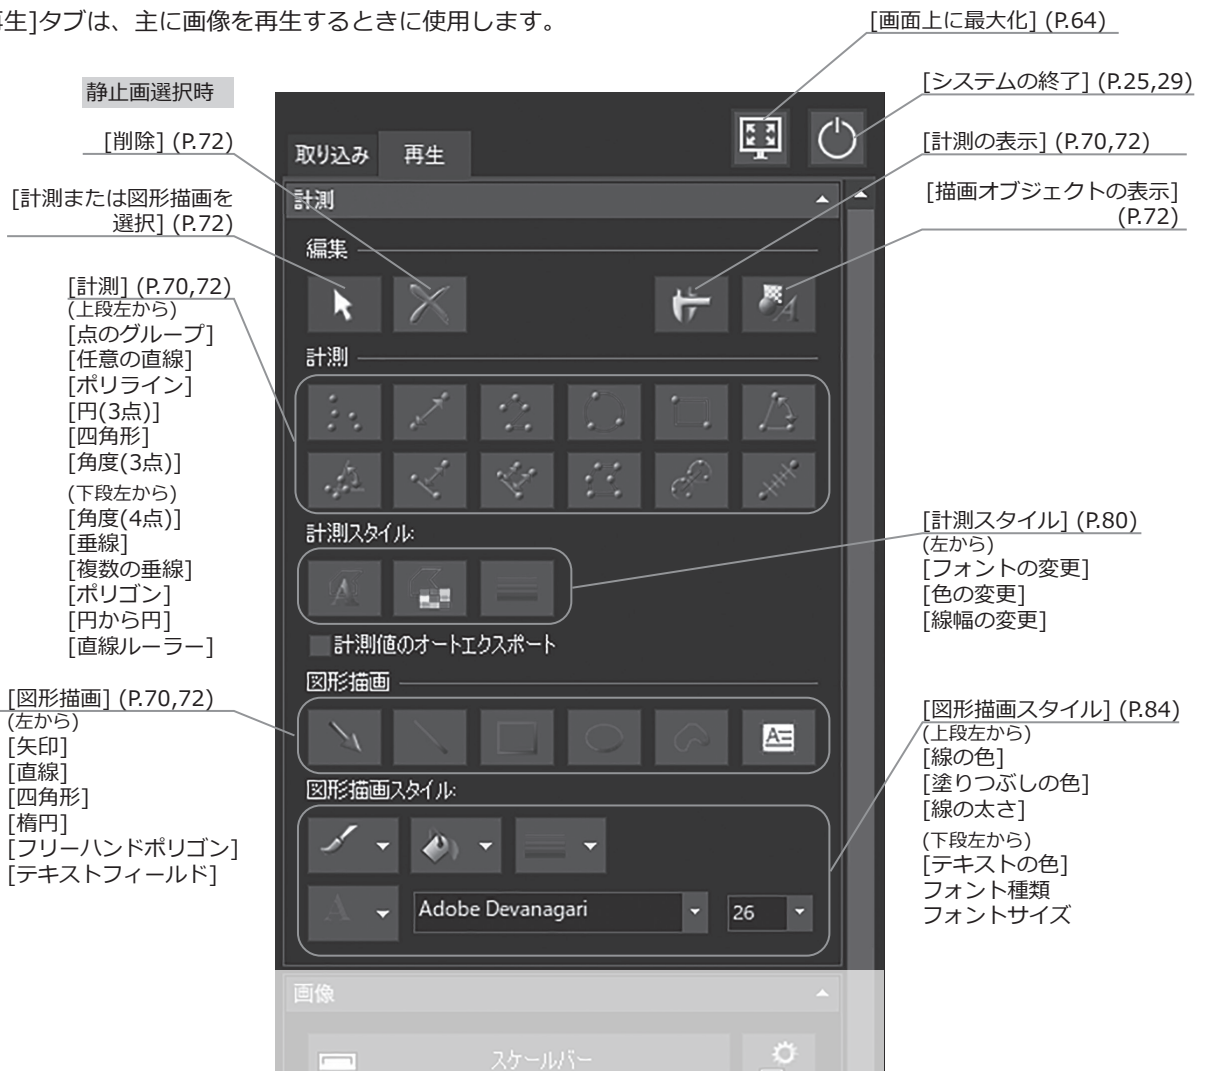 生]タブは、主に画像を再生するときに使用します。
[画面上に最大化] (P.64)
[システムの終了] (P.25,29)
静止画選択時
[削除] (P.72)
[計測の表示] (P.70,72)
[計測または図形描画を
選択] (P.72)
[描画オブジェクトの表示]
(P.72)
[計測] (P.70,72)
(上段左から)
[点のグループ]
[任意の直線]
[ポリライン]
[円(3点)]
[四角形]
[角度(3点)]
(下段左から)
[角度(4点)]
[垂線]
[複数の垂線]
[ポリゴン]
[円から円]
[直線ルーラー]
[図形描画] (P.70,72)
(左から)
[矢印]
[直線]
[四角形]
[楕円]
[フリーハンドポリゴン]
[テキストフィールド]
取り込み 再生
計測
編集
計測
計測スタイル:
計測値のオートエクスポート
図形描画
図形描画スタイル:
Adobe Devanagari 26
画像
スケールバー
[計測スタイル] (P.80)
(左から)
[フォントの変更]
[色の変更]
[線幅の変更]
[図形描画スタイル] (P.84)
(上段左から)
[線の色]
[塗りつぶしの色]
[線の太さ]
(下段左から)
[テキストの色]
フォント種類
フォントサイズ